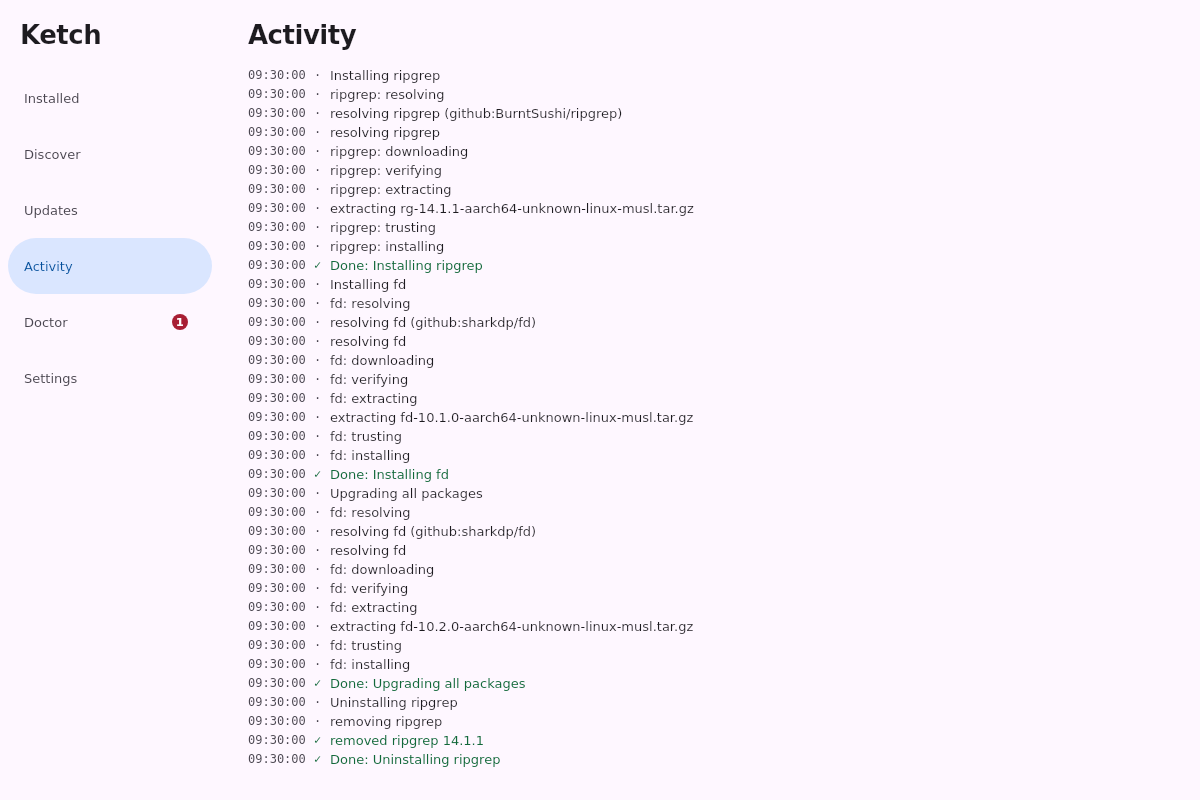 Ketch
Installed
Discover
Updates
Activity
Doctor 1
Settings
Activity
09:30:00 · Installing ripgrep
09:30:00 · ripgrep: resolving
09:30:00 · resolving ripgrep (github:BurntSushi/ripgrep)
09:30:00 · resolving ripgrep
09:30:00 · ripgrep: downloading
09:30:00 · ripgrep: verifying
09:30:00 · ripgrep: extracting
09:30:00 · extracting rg-14.1.1-aarch64-unknown-linux-musl.tar.gz
09:30:00 · ripgrep: trusting
09:30:00 · ripgrep: installing
09:30:00 ✓ Done: Installing ripgrep
09:30:00 · Installing fd
09:30:00 · fd: resolving
09:30:00 · resolving fd (github:sharkdp/fd)
09:30:00 · resolving fd
09:30:00 · fd: downloading
09:30:00 · fd: verifying
09:30:00 · fd: extracting
09:30:00 · extracting fd-10.1.0-aarch64-unknown-linux-musl.tar.gz
09:30:00 · fd: trusting
09:30:00 · fd: installing
09:30:00 ✓ Done: Installing fd
09:30:00 · Upgrading all packages
09:30:00 · fd: resolving
09:30:00 · resolving fd (github:sharkdp/fd)
09:30:00 · resolving fd
09:30:00 · fd: downloading
09:30:00 · fd: verifying
09:30:00 · fd: extracting
09:30:00 · extracting fd-10.2.0-aarch64-unknown-linux-musl.tar.gz
09:30:00 · fd: trusting
09:30:00 · fd: installing
09:30:00 ✓ Done: Upgrading all packages
09:30:00 · Uninstalling ripgrep
09:30:00 · removing ripgrep
09:30:00 ✓ removed ripgrep 14.1.1
09:30:00 ✓ Done: Uninstalling ripgrep